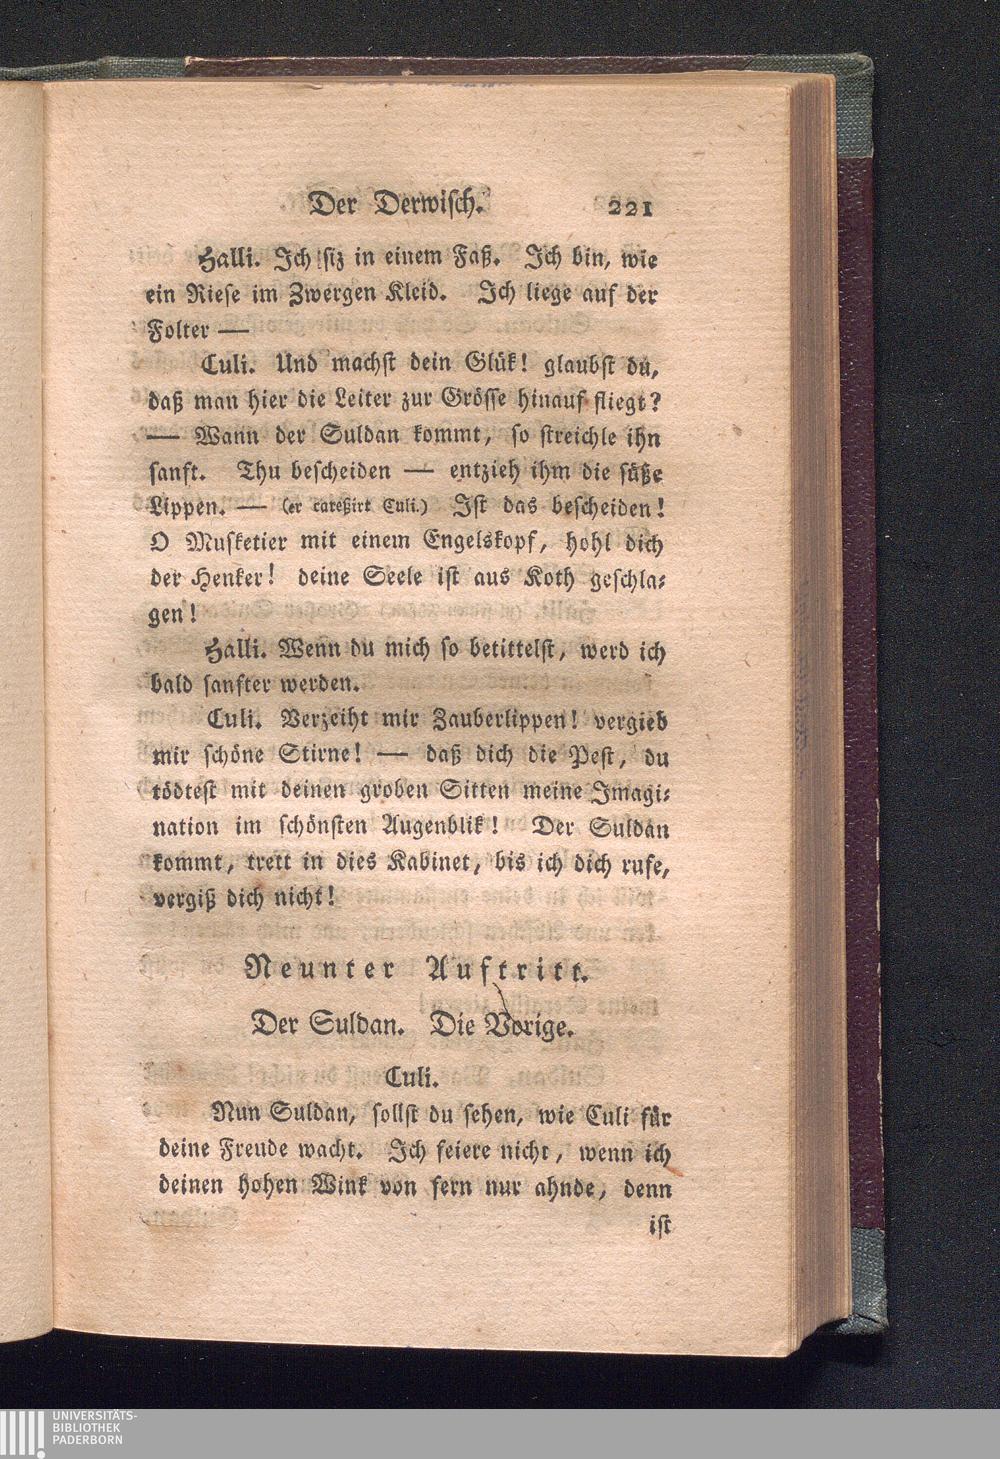 Der Derwisch. 221
Halli. Ich siz in einem Faß. Ich bin, wie
ein Riese im Zwergen Kleid. Ich liege auf der
Folter —
Culi. Und machst dein Glük! glaubst du,
daß man hier die Leiter zur Grösse hinauf fliegt?
— Wann der Suldan kommt, so streichle ihn
sanft. Thu bescheiden — entzieh ihm die süße
Lippen. — (er careßirt Culi.) Ist das bescheiden!
O Musketier mit einem Engelskopf, hohl dich
der Henker! deine Seele ist aus Koth geschla⸗
gen!
Halli. Wenn du mich so betittelst, werd ich
bald sanfter werden.
Culi. Verzeiht mir Zauberlippen! vergieb
mir schöne Stirne! — daß dich die Pest, du
tödtest mit deinen groben Sitten meine Imagi⸗
nation im schönsten Augenblik! Der Suldan
kommt, trett in dies Kabinet, bis ich dich rufe,
vergiß dich nicht!
Neunter Auftritt.
Der Suldan. Die Vorige.
Culi.
Nun Suldan, sollst du sehen, wie Culi für
deine Freude wacht. Ich feiere nicht, wenn ich
deinen hohen Wink von fern nur ahnde, denn
ist
UNIVERSITÄTS-
BIBLIOTHEK
PADERBORN